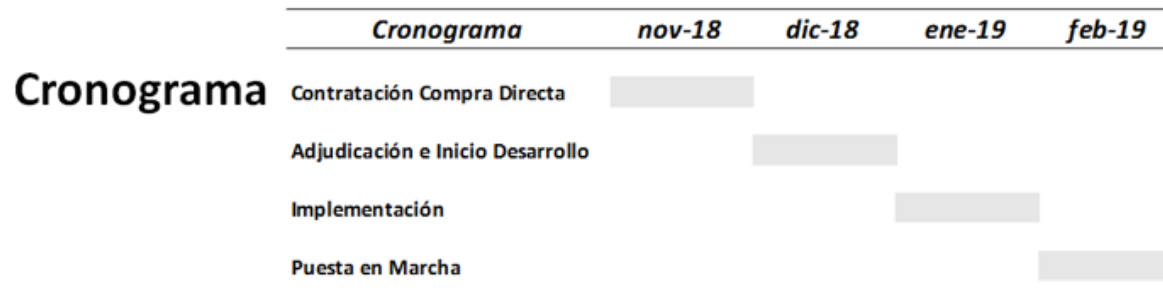 Cronograma nov-18 dic-18 ene-19 feb-19
Cronograma
Contratación Compra Directa
Adjudicación e Inicio Desarrollo
Implementación
Puesta en Marcha